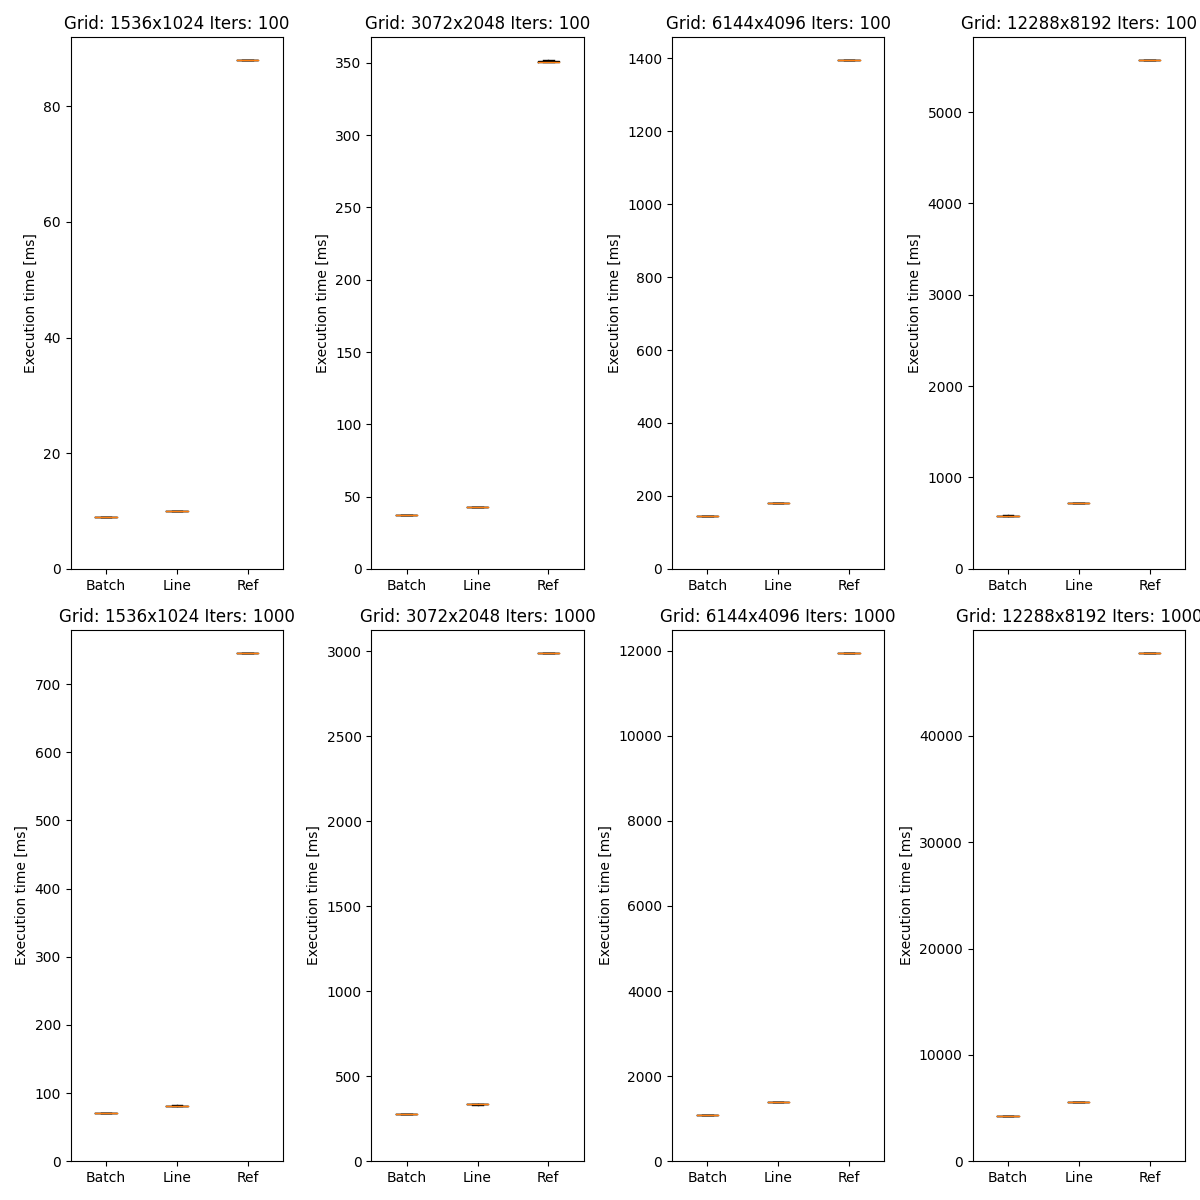 Grid: 1536x1024 Iters: 100
Execution time [ms]
80
60
40
20
0
Batch Line Ref
Grid: 3072x2048 Iters: 100
Execution time [ms]
350
300
250
200
150
100
50
0
Batch Line Ref
Grid: 6144x4096 Iters: 100
Execution time [ms]
1400
1200
1000
800
600
400
200
0
Batch Line Ref
Grid: 12288x8192 Iters: 100
Execution time [ms]
5000
4000
3000
2000
1000
0
Batch Line Ref
Grid: 1536x1024 Iters: 1000
Execution time [ms]
700
600
500
400
300
200
100
0
Batch Line Ref
Grid: 3072x2048 Iters: 1000
Execution time [ms]
3000
2500
2000
1500
1000
500
0
Batch Line Ref
Grid: 6144x4096 Iters: 1000
Execution time [ms]
12000
10000
8000
6000
4000
2000
0
Batch Line Ref
Grid: 12288x8192 Iters: 1000
Execution time [ms]
40000
30000
20000
10000
0
Batch Line Ref